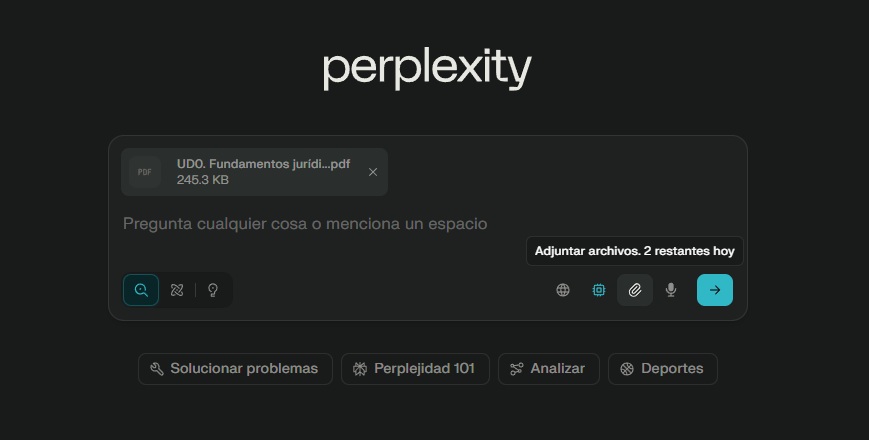 perplexity
PDF
UD0. Fundamentos jurídi...pdf
245.3 KB
Pregunta cualquier cosa o menciona un espacio
Adjuntar archivos. 2 restantes hoy
Solucionar problemas
Perplejidad 101
Analizar
Deportes